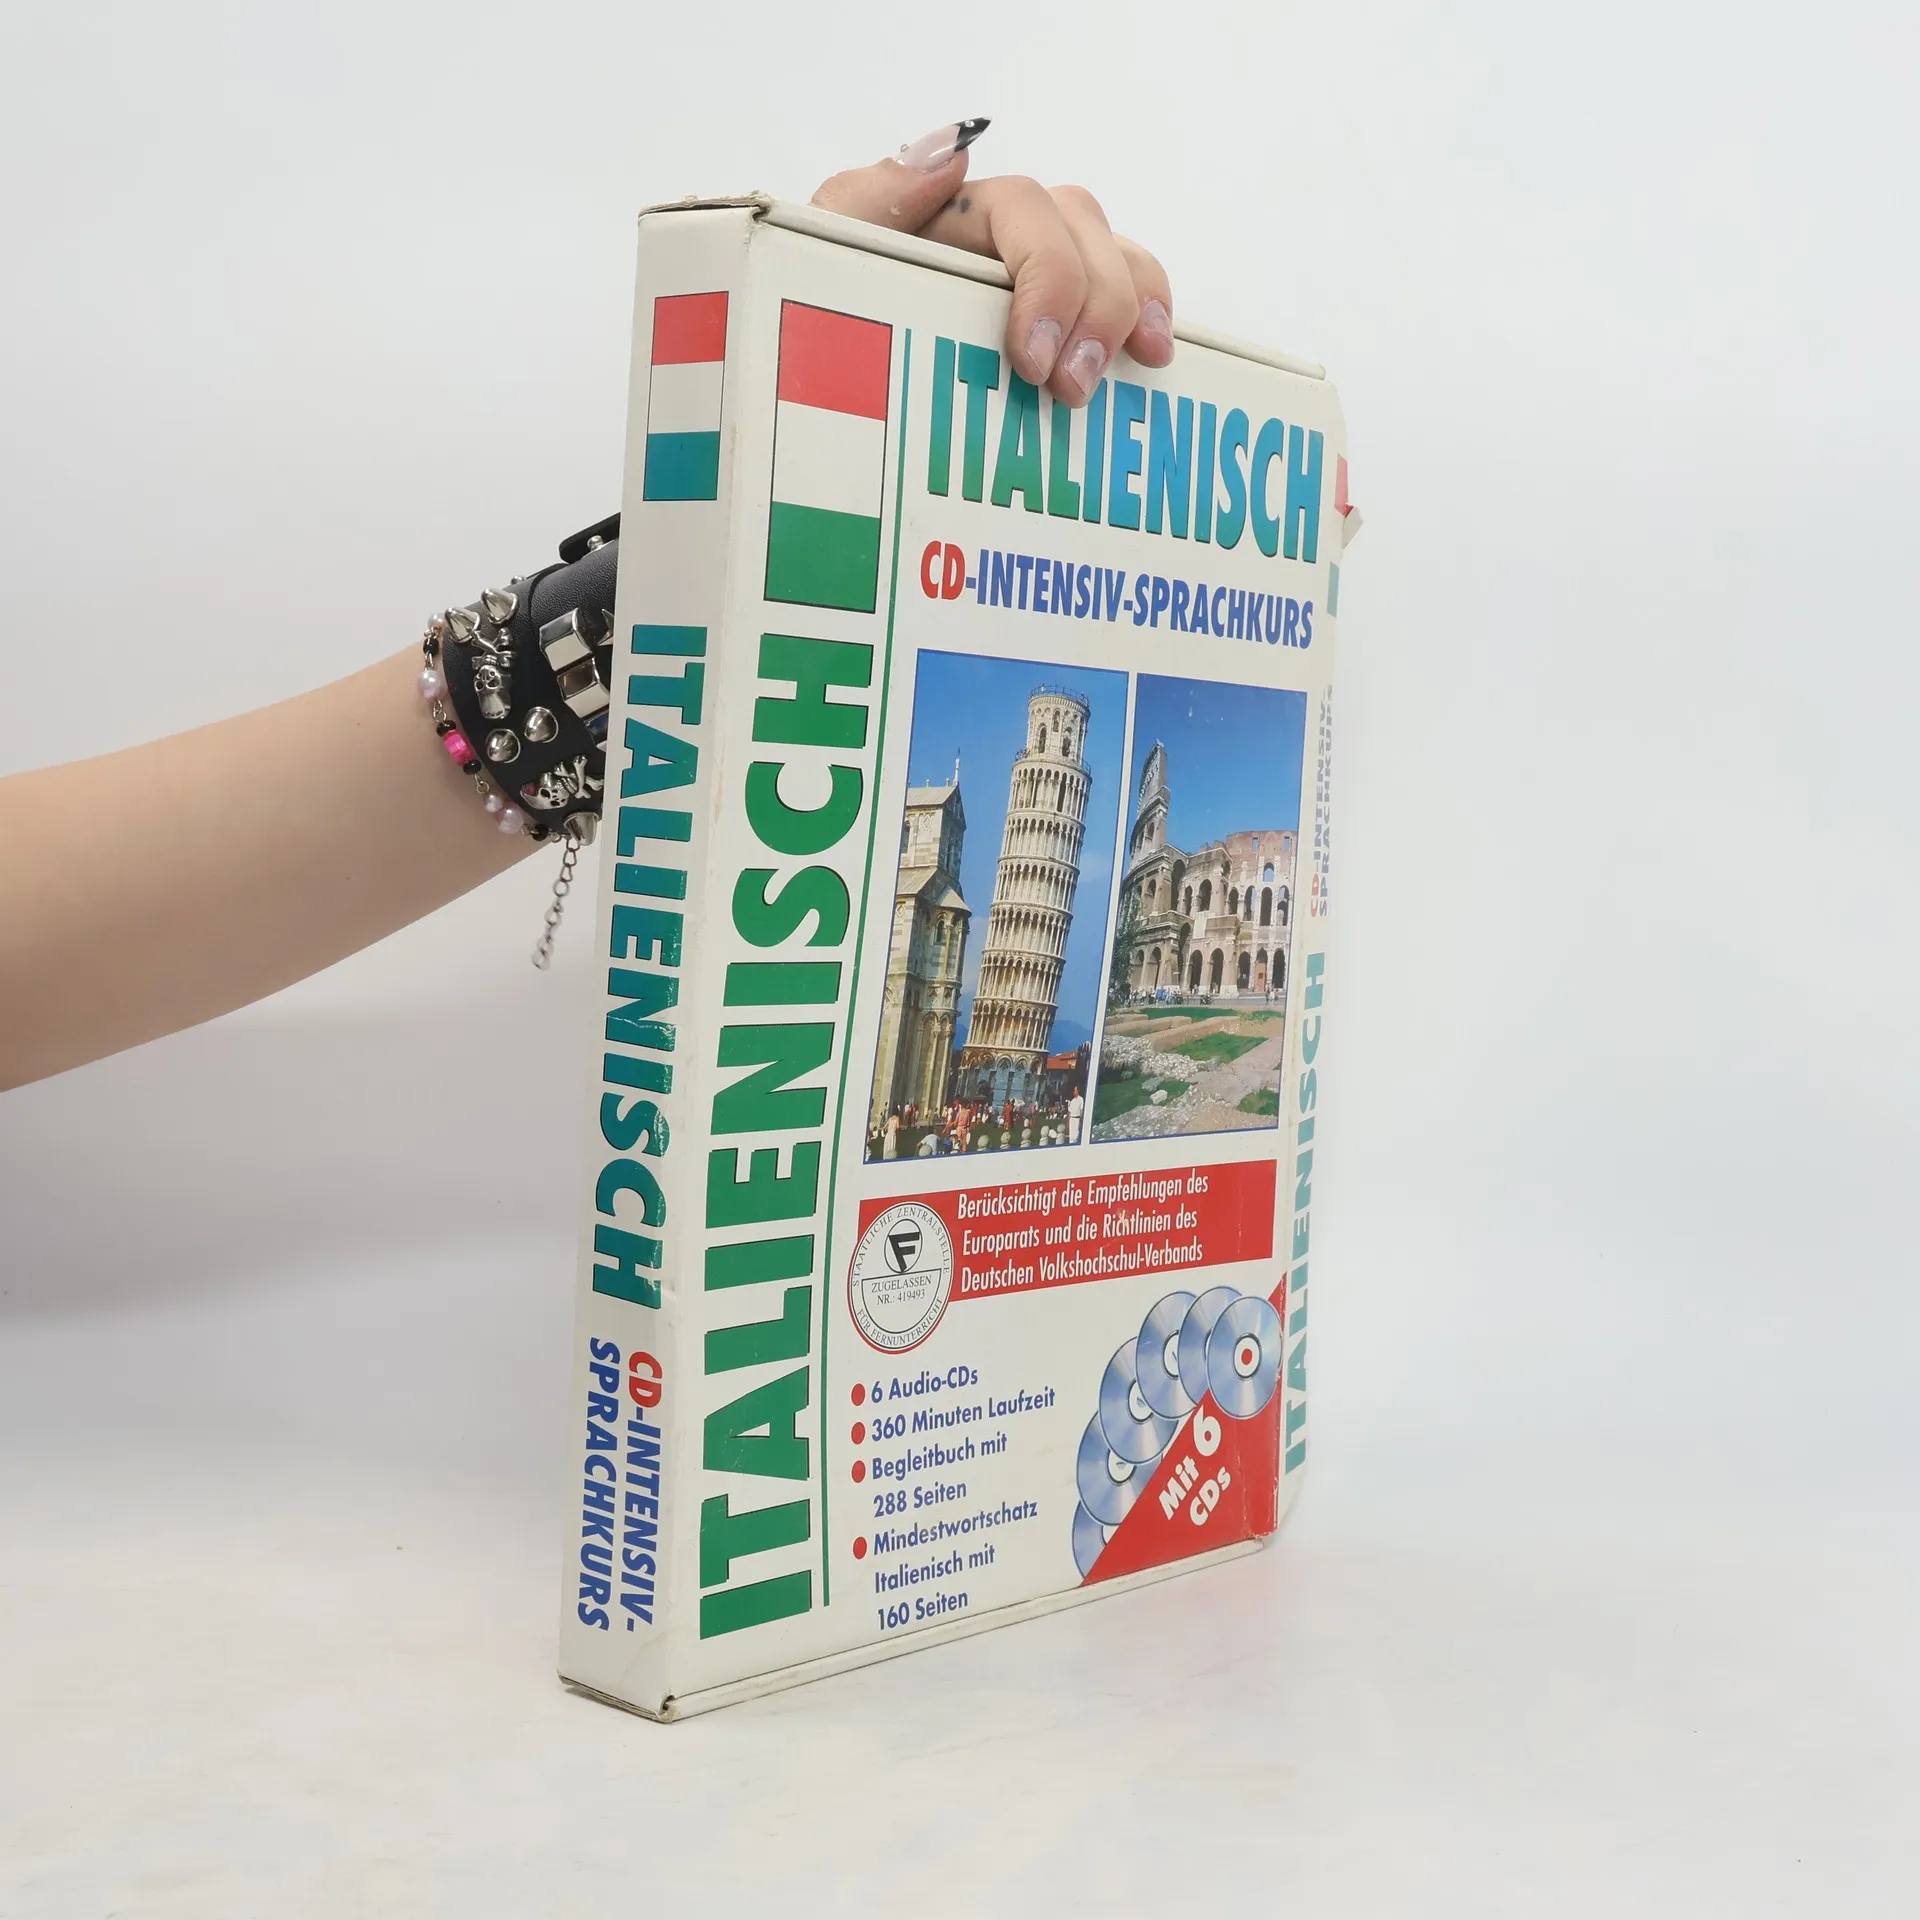 ITALIENISCH
CD-INTENSIV-
SPRACHKURS
ITALIENISCH
ITALIENISCH
CD-INTENSIV-SPRACHKURS
Berücksichtigt die Empfehlungen des
Europarats und die Richtlinien des
Deutschen Volkshochschul-Verbands
STAATLICHE ZENTRALSTELLE
F
ZUGELASSEN
NR.: 419493
FÜR FERNUNTERRICHT
6 Audio-CDs
360 Minuten Laufzeit
Begleitbuch mit
288 Seiten
Mindestwortschatz
Italienisch mit
160 Seiten
Mit 6
CDs
ITALIENISCH
CD-INTENSIV-
SPRACHKURS